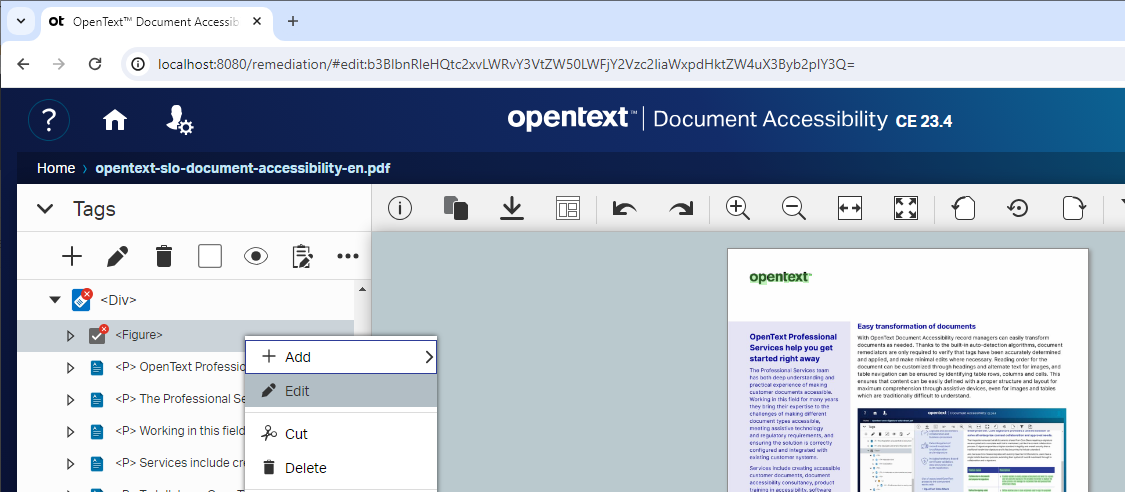 OpenText™ Document Accessib
localhost:8080/remediation/#edit:b3BlbnRleHQtc2xvLWRvY3VtZW50LWFjY2Vzc2liaWxpdHktZW4uX3Byb2plY3Q=
opentext™ | Document Accessibility CE 23.4
Home › opentext-slo-document-accessibility-en.pdf
Tags
<Div>
<Figure>
<P> OpenText Professio
<P> The Professional Se
<P> Working in this field
<P> Services include cre
Add
Edit
Cut
Delete
opentext™
OpenText Professional
Services help you get
started right away
The Professional Services team
has both deep understanding and
practical experience of making
customer documents accessible.
Working in this field for many years
they bring their expertise to the
challenges of making different
document types accessible,
meeting assistive technology
and regulatory requirements, and
ensuring the solution is correctly
configured and integrated with
existing customer systems.
Services include creating accessible
customer documents, document
accessibility consultancy, product
training in accessibility, software
Easy transformation of documents
With OpenText Document Accessibility record managers can easily transform
documents as needed. Thanks to the built-in auto-detection algorithms, document
remediators are only required to verify that tags have been accurately determined
and applied, and make minimal edits where necessary. Reading order for the
document can be customized through headings and alternate text for images, and
table navigation can be ensured by identifying table rows, columns and cells. This
ensures that content can be easily defined with a proper structure and layout for
maximum comprehension through assistive devices, even for images and tables
which are traditionally difficult to understand.
opentext | Document Accessibility